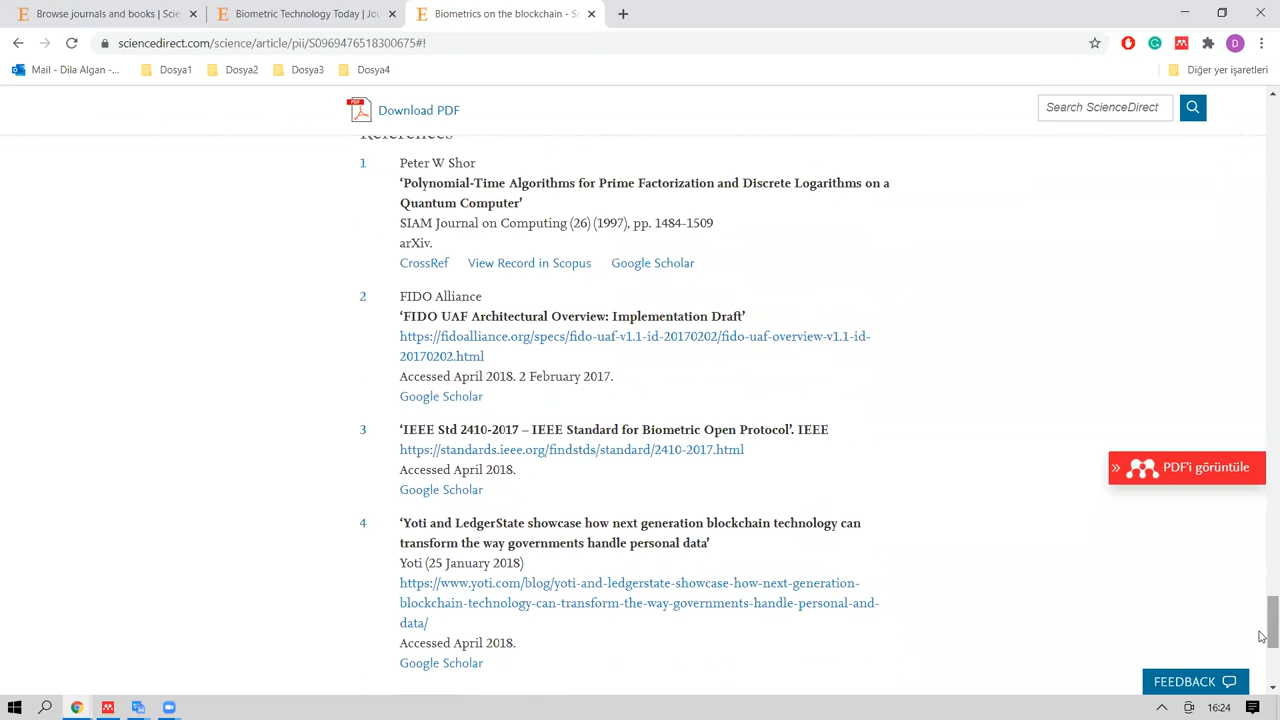 Browse journals and books | Scie
Biometric Technology Today | Jou
Biometrics on the blockchain - Sc
sciencedirect.com/science/article/pii/S0969476518300675#!
D
Mail - Dila Algan -...
Dosya1
Dosya2
Dosya3
Dosya4
Diğer yer işaretleri
PDF
Download PDF
Search ScienceDirect
References
1
Peter W Shor
‘Polynomial-Time Algorithms for Prime Factorization and Discrete Logarithms on a
Quantum Computer’
SIAM Journal on Computing (26) (1997), pp. 1484-1509
arXiv.
CrossRef View Record in Scopus Google Scholar
2
FIDO Alliance
‘FIDO UAF Architectural Overview: Implementation Draft’
https://fidoalliance.org/specs/fido-uaf-v1.1-id-20170202/fido-uaf-overview-v1.1-id-
20170202.html
Accessed April 2018. 2 February 2017.
Google Scholar
3
‘IEEE Std 2410-2017 – IEEE Standard for Biometric Open Protocol’. IEEE
https://standards.ieee.org/findstds/standard/2410-2017.html
Accessed April 2018.
Google Scholar
4
‘Yoti and LedgerState showcase how next generation blockchain technology can
transform the way governments handle personal data’
Yoti (25 January 2018)
https://www.yoti.com/blog/yoti-and-ledgerstate-showcase-how-next-generation-
blockchain-technology-can-transform-the-way-governments-handle-personal-and-
data/
Accessed April 2018.
Google Scholar
» PDF'i görüntüle
FEEDBACK
16:24